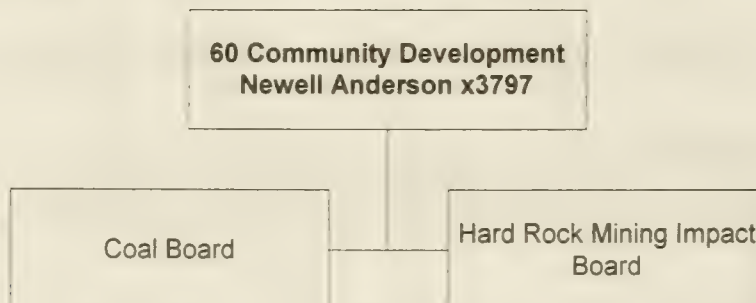 60 Community Development
Newell Anderson x3797
Coal Board
Hard Rock Mining Impact
Board